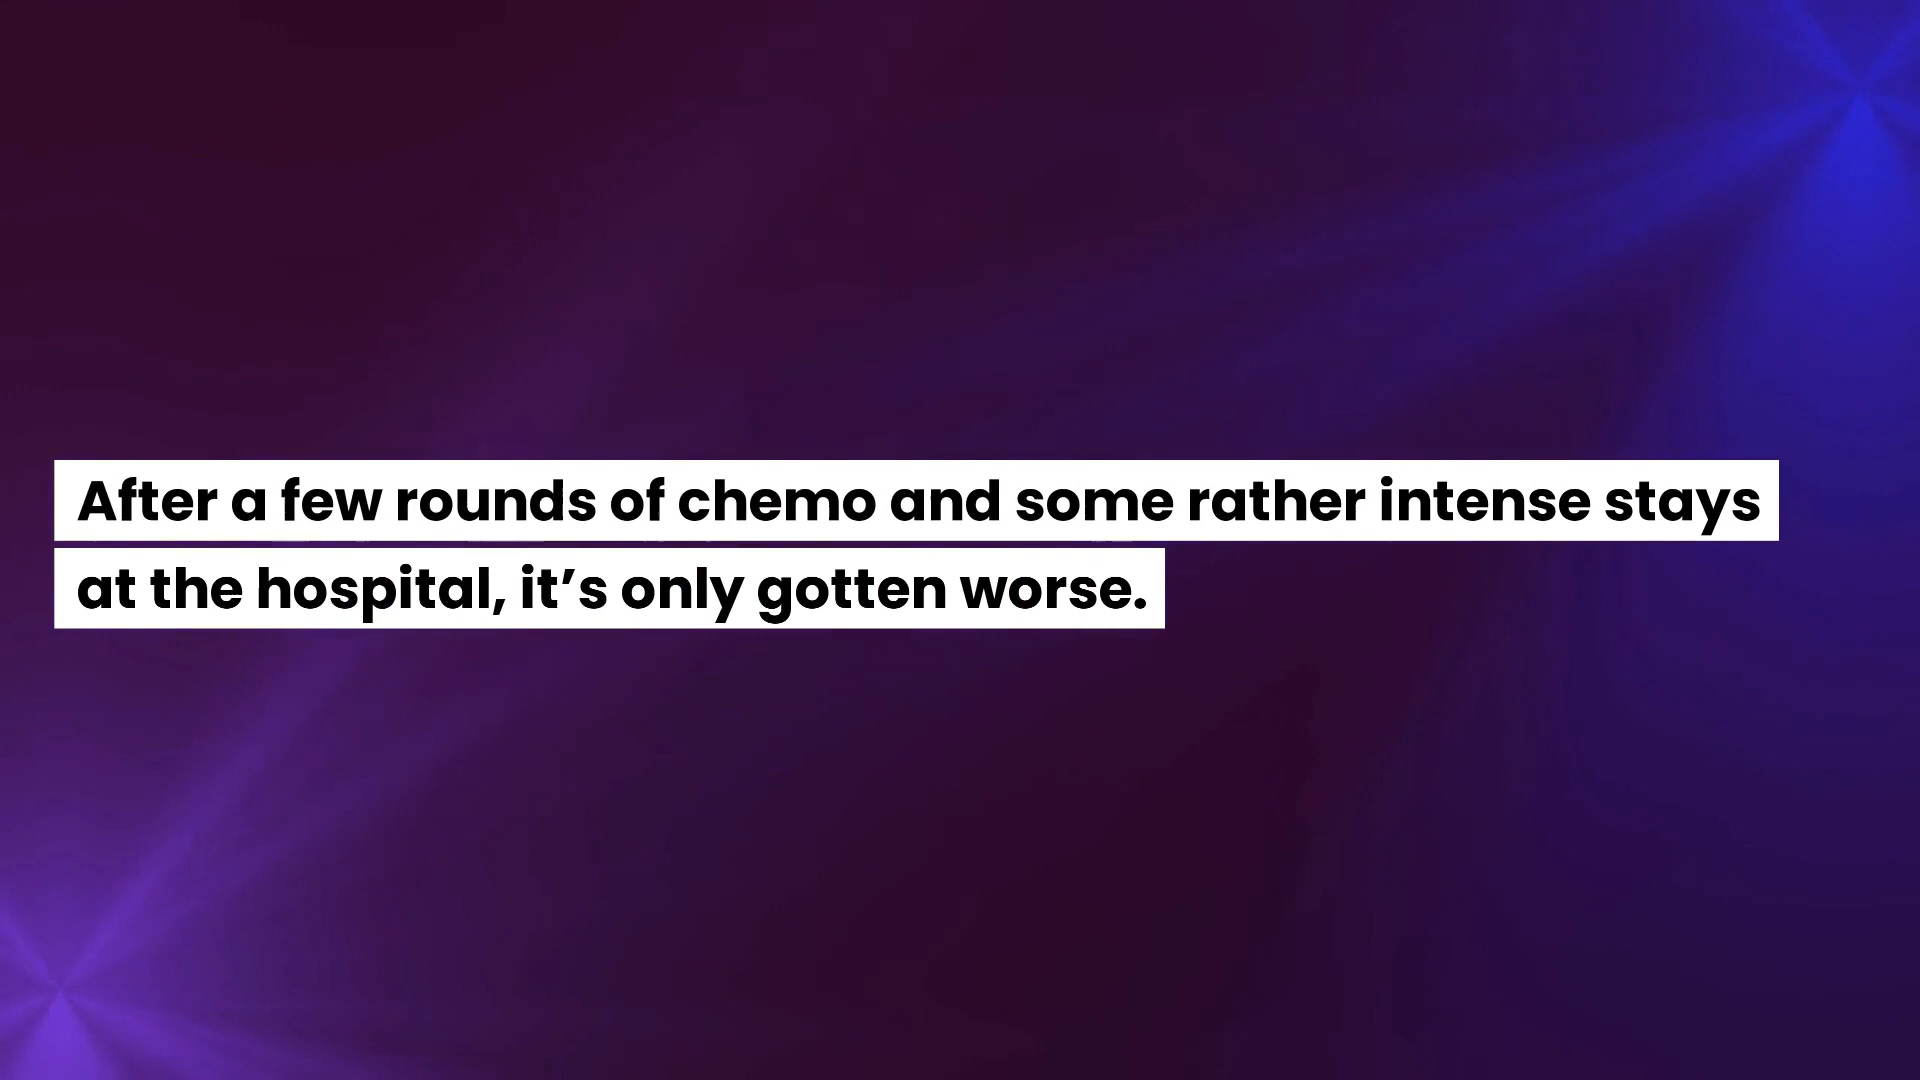 After a few rounds of chemo and some rather intense stays
at the hospital, it’s only gotten worse.